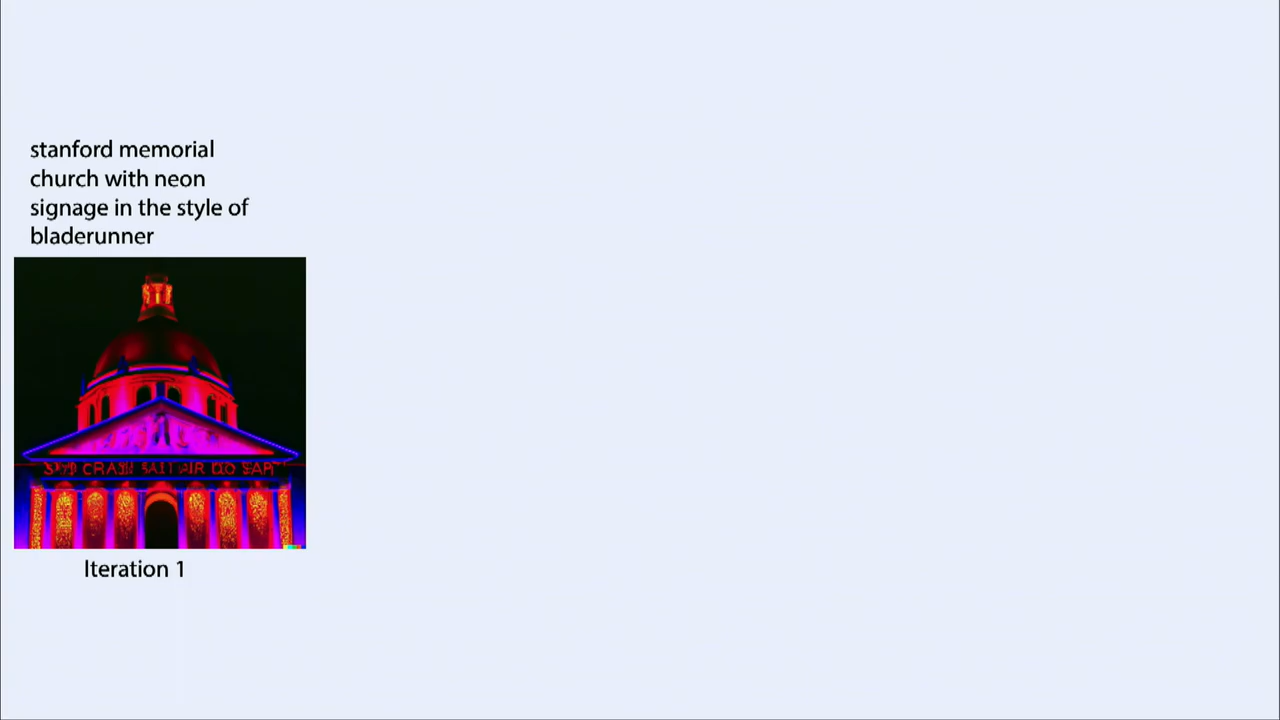 stanford memorial
church with neon
signage in the style of
bladerunner
Iteration 1